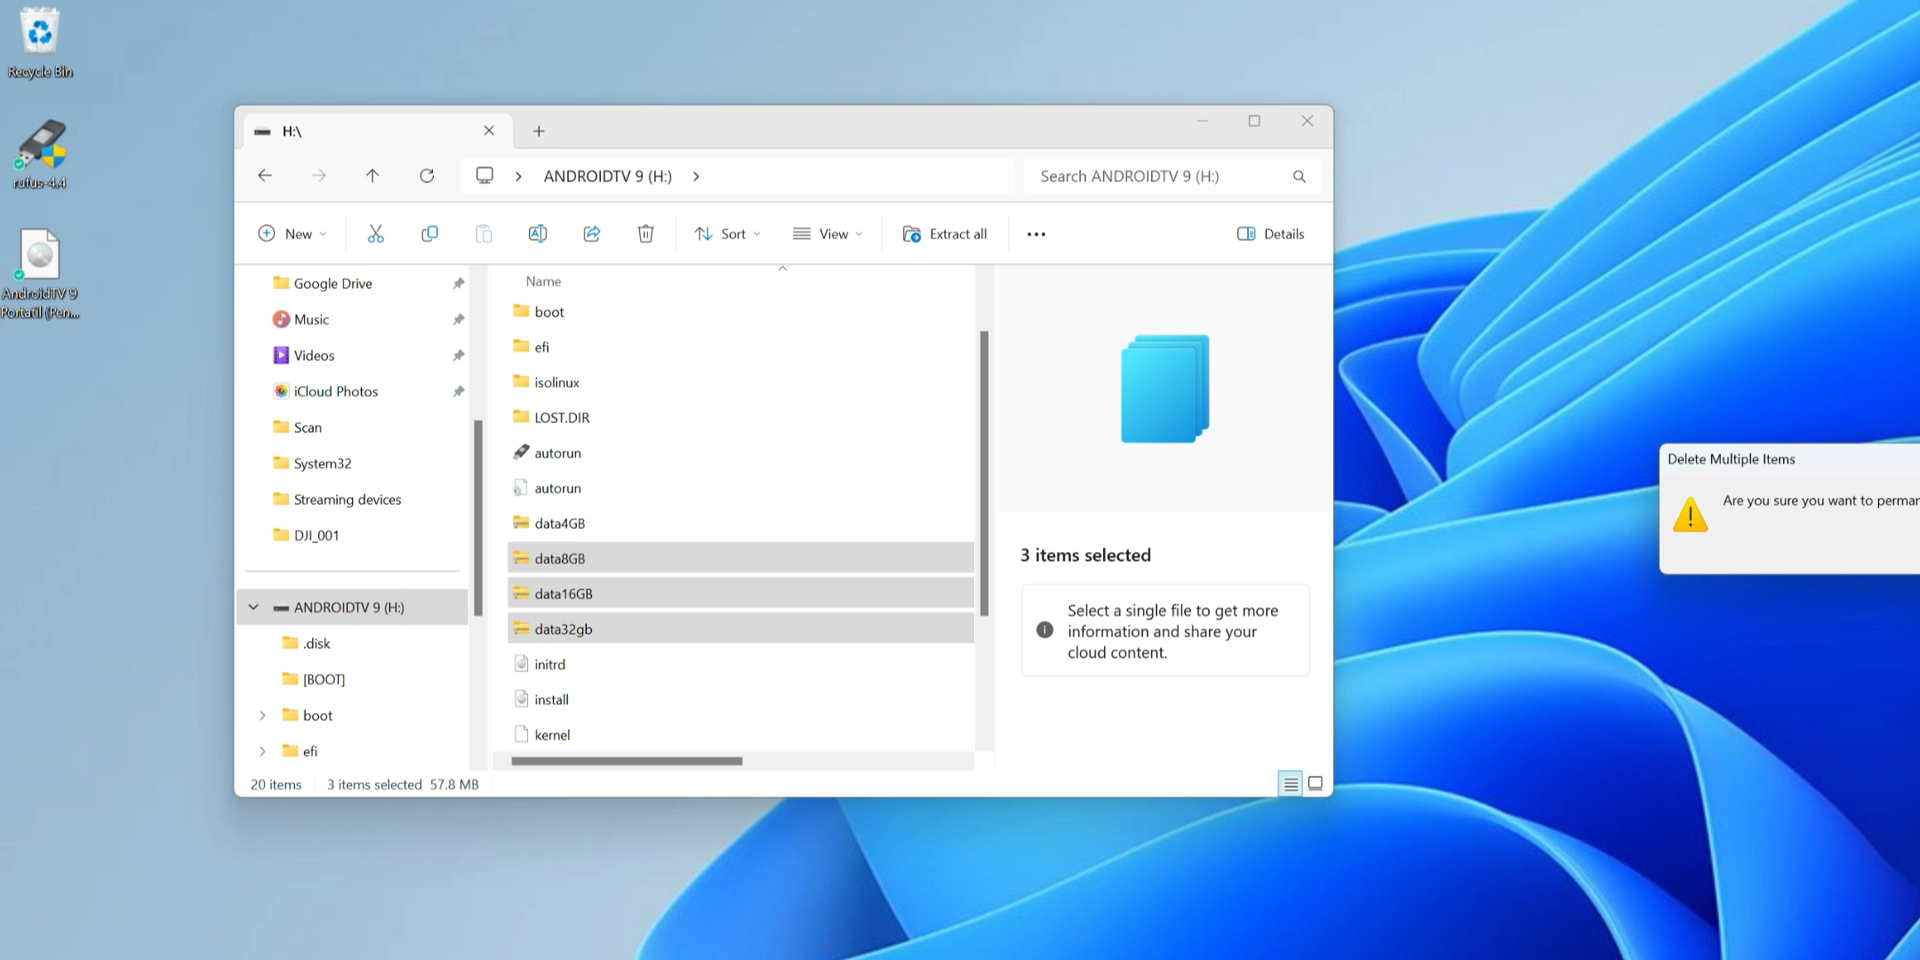 Recycle Bin
rufus-4.4
AndroidTV 9
Portatil (Pen...
H:\
ANDROIDTV 9 (H:)
Search ANDROIDTV 9 (H:)
New
Sort
View
Extract all
Details
Google Drive
Music
Videos
iCloud Photos
Scan
System32
Streaming devices
DJI_001
ANDROIDTV 9 (H:)
.disk
[BOOT]
boot
efi
Name
boot
efi
isolinux
LOST.DIR
autorun
autorun
data4GB
data8GB
data16GB
data32gb
initrd
install
kernel
3 items selected
Select a single file to get more
information and share your
cloud content.
20 items
3 items selected 57.8 MB
Delete Multiple Items
Are you sure you want to perman